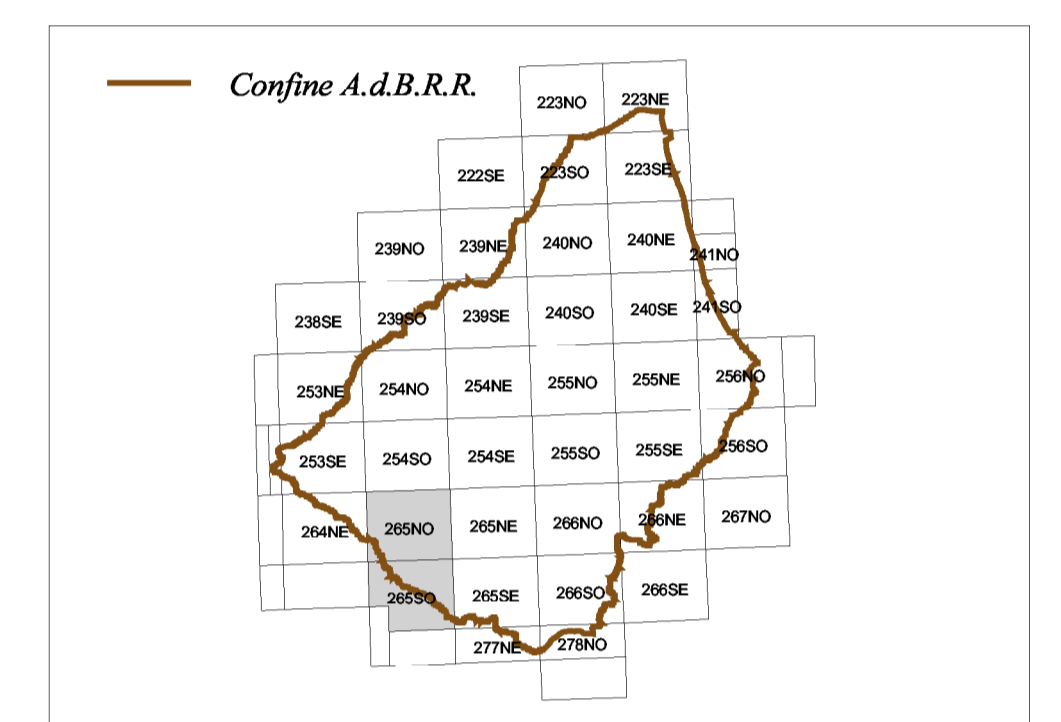 Confine A.d.B.R.R.
223NO 223NE
222SE 223SO 223SE
239NO 239NE 240NO 240NE 241NO
238SE 239SO 239SE 240SO 240SE 241SO
253NE 254NO 254NE 255NO 255NE 256NO
253SE 254SO 254SE 255SO 255SE 256SO
264NE 265NO 265NE 266NO 266NE 267NO
265SO 265SE 266SO 266SE
277NE 278NO